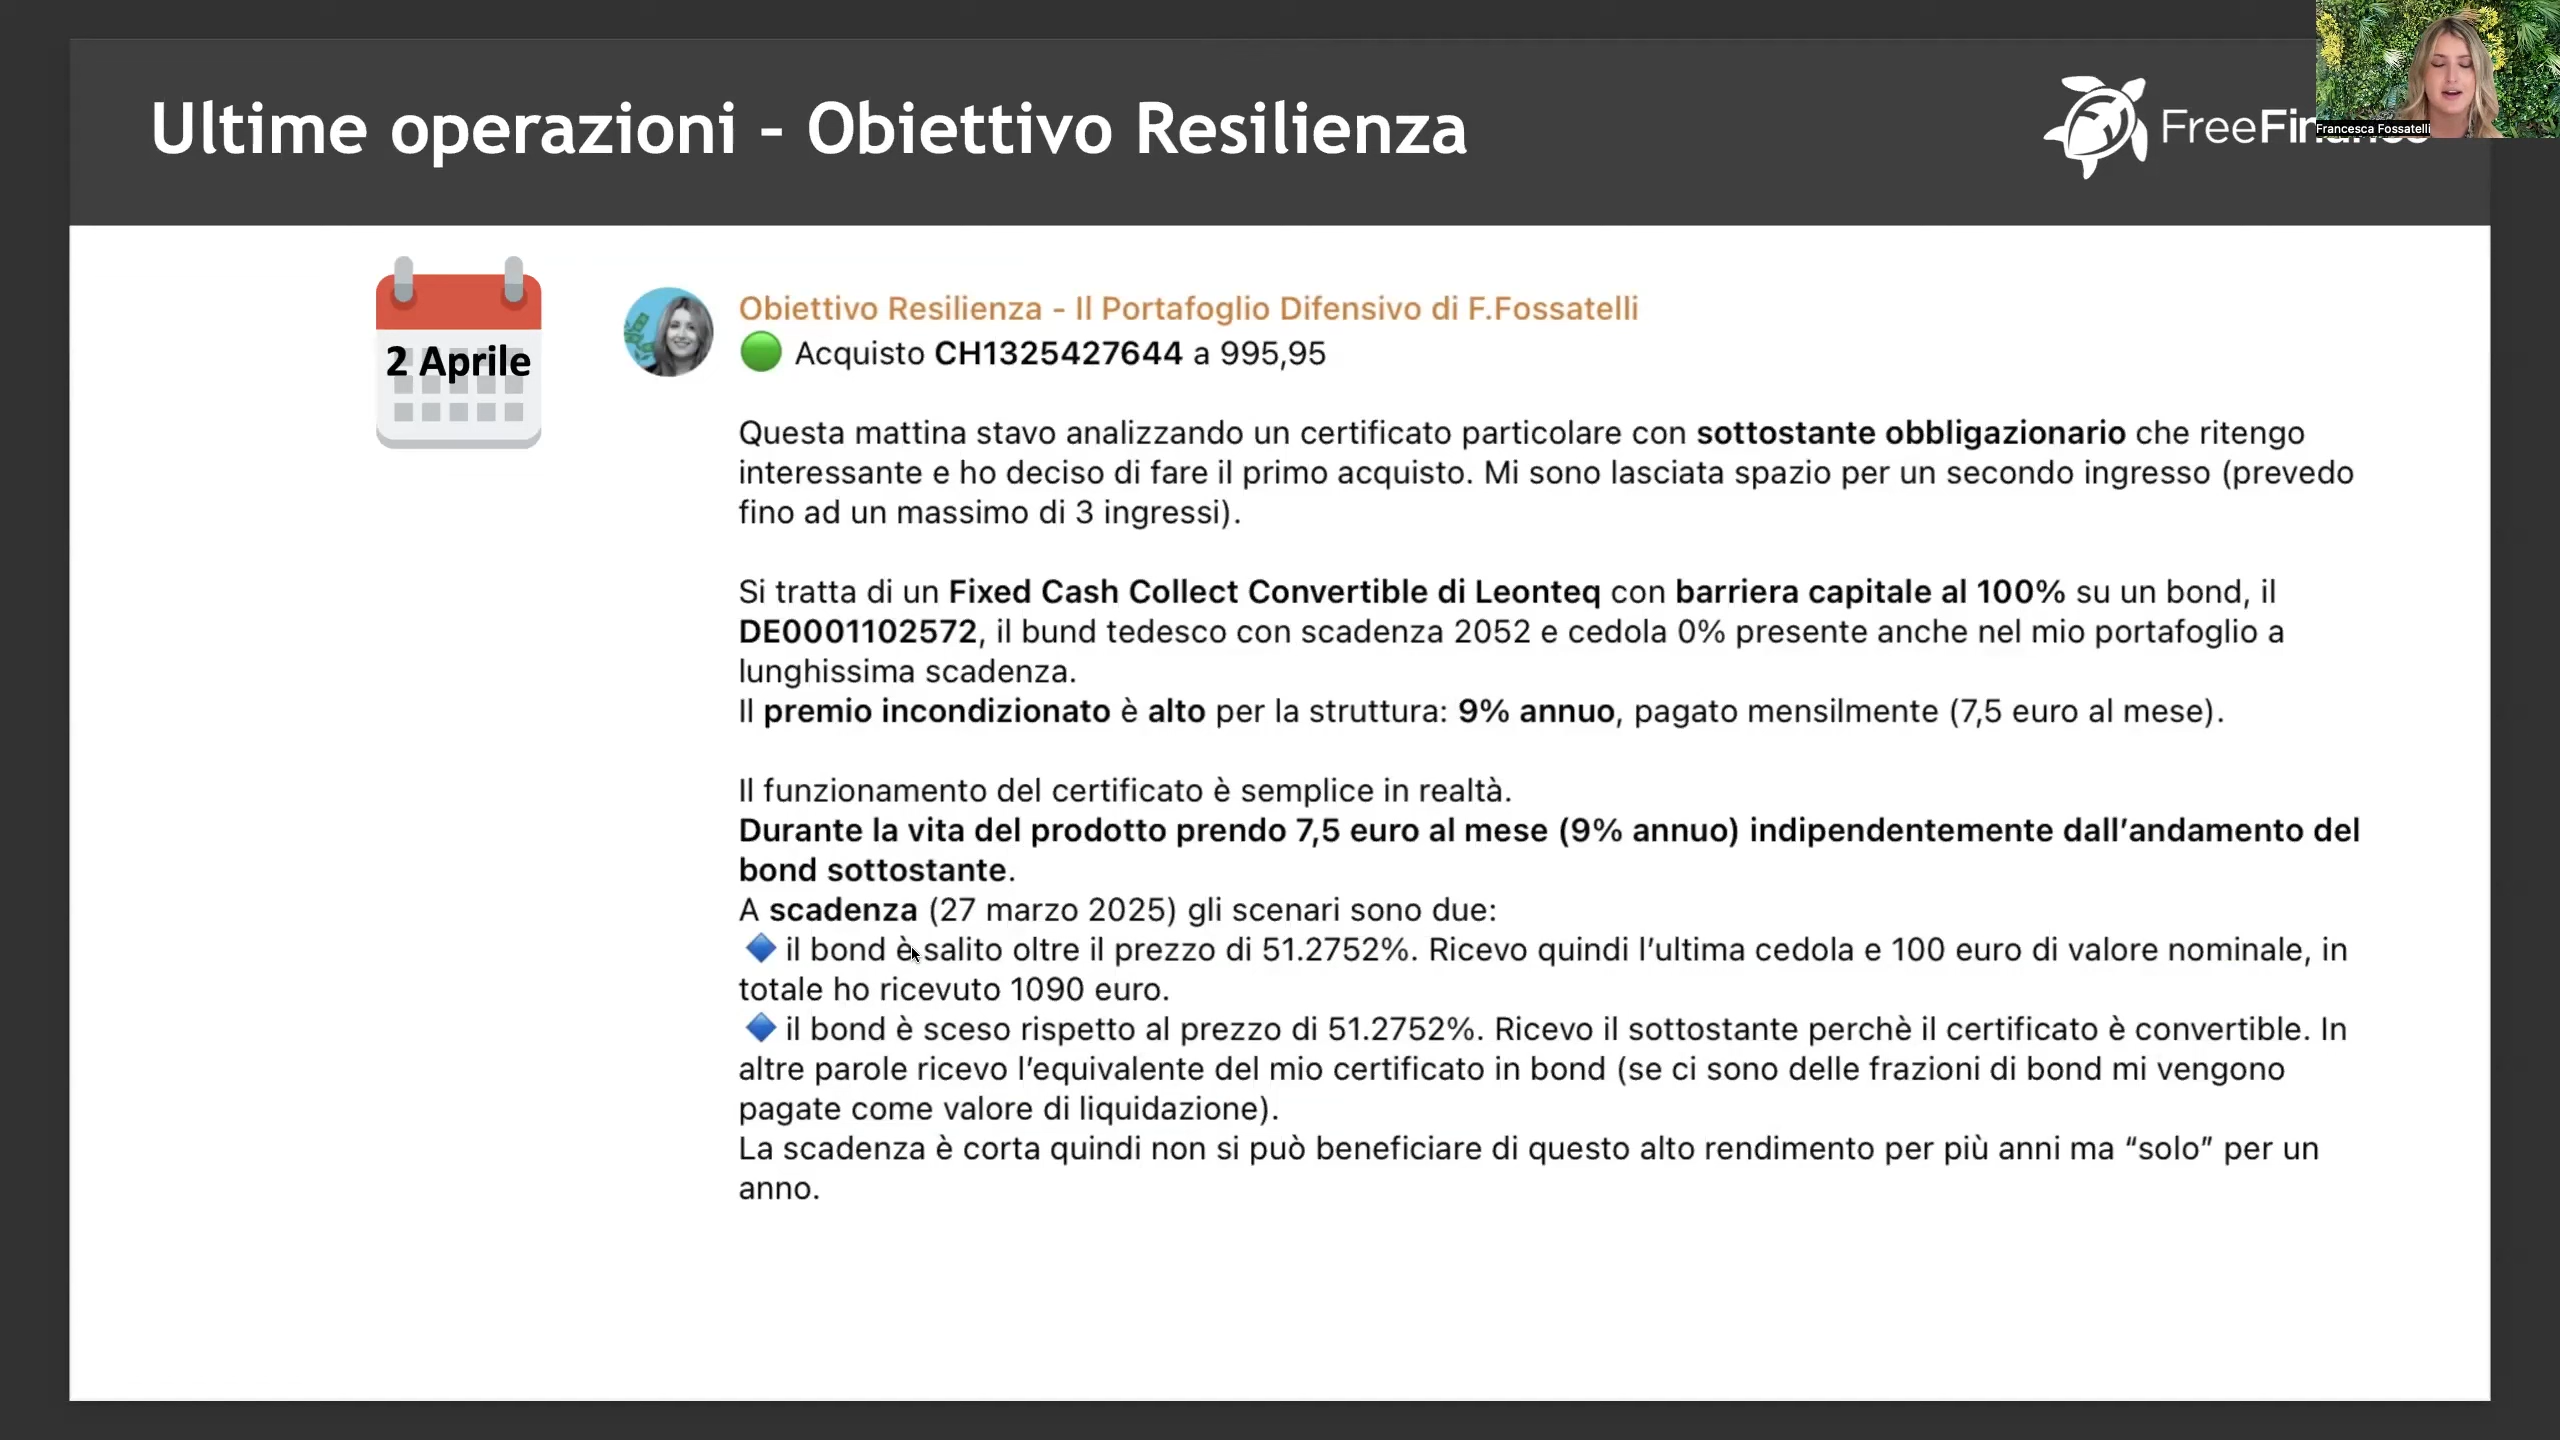 Ultime operazioni - Obiettivo Resilienza
FreeFinance
Francesca Fossatelli
2 Aprile
Obiettivo Resilienza - Il Portafoglio Difensivo di F.Fossatelli
Acquisto CH1325427644 a 995,95
Questa mattina stavo analizzando un certificato particolare con sottostante obbligazionario che ritengo
interessante e ho deciso di fare il primo acquisto. Mi sono lasciata spazio per un secondo ingresso (prevedo
fino ad un massimo di 3 ingressi).
Si tratta di un Fixed Cash Collect Convertible di Leonteq con barriera capitale al 100% su un bond, il
DE0001102572, il bund tedesco con scadenza 2052 e cedola 0% presente anche nel mio portafoglio a
lunghissima scadenza.
Il premio incondizionato è alto per la struttura: 9% annuo, pagato mensilmente (7,5 euro al mese).
Il funzionamento del certificato è semplice in realtà.
Durante la vita del prodotto prendo 7,5 euro al mese (9% annuo) indipendentemente dall'andamento del
bond sottostante.
A scadenza (27 marzo 2025) gli scenari sono due:
il bond è salito oltre il prezzo di 51.2752%. Ricevo quindi l'ultima cedola e 100 euro di valore nominale, in
totale ho ricevuto 1090 euro.
il bond è sceso rispetto al prezzo di 51.2752%. Ricevo il sottostante perchè il certificato è convertible. In
altre parole ricevo l'equivalente del mio certificato in bond (se ci sono delle frazioni di bond mi vengono
pagate come valore di liquidazione).
La scadenza è corta quindi non si può beneficiare di questo alto rendimento per più anni ma "solo" per un
anno.